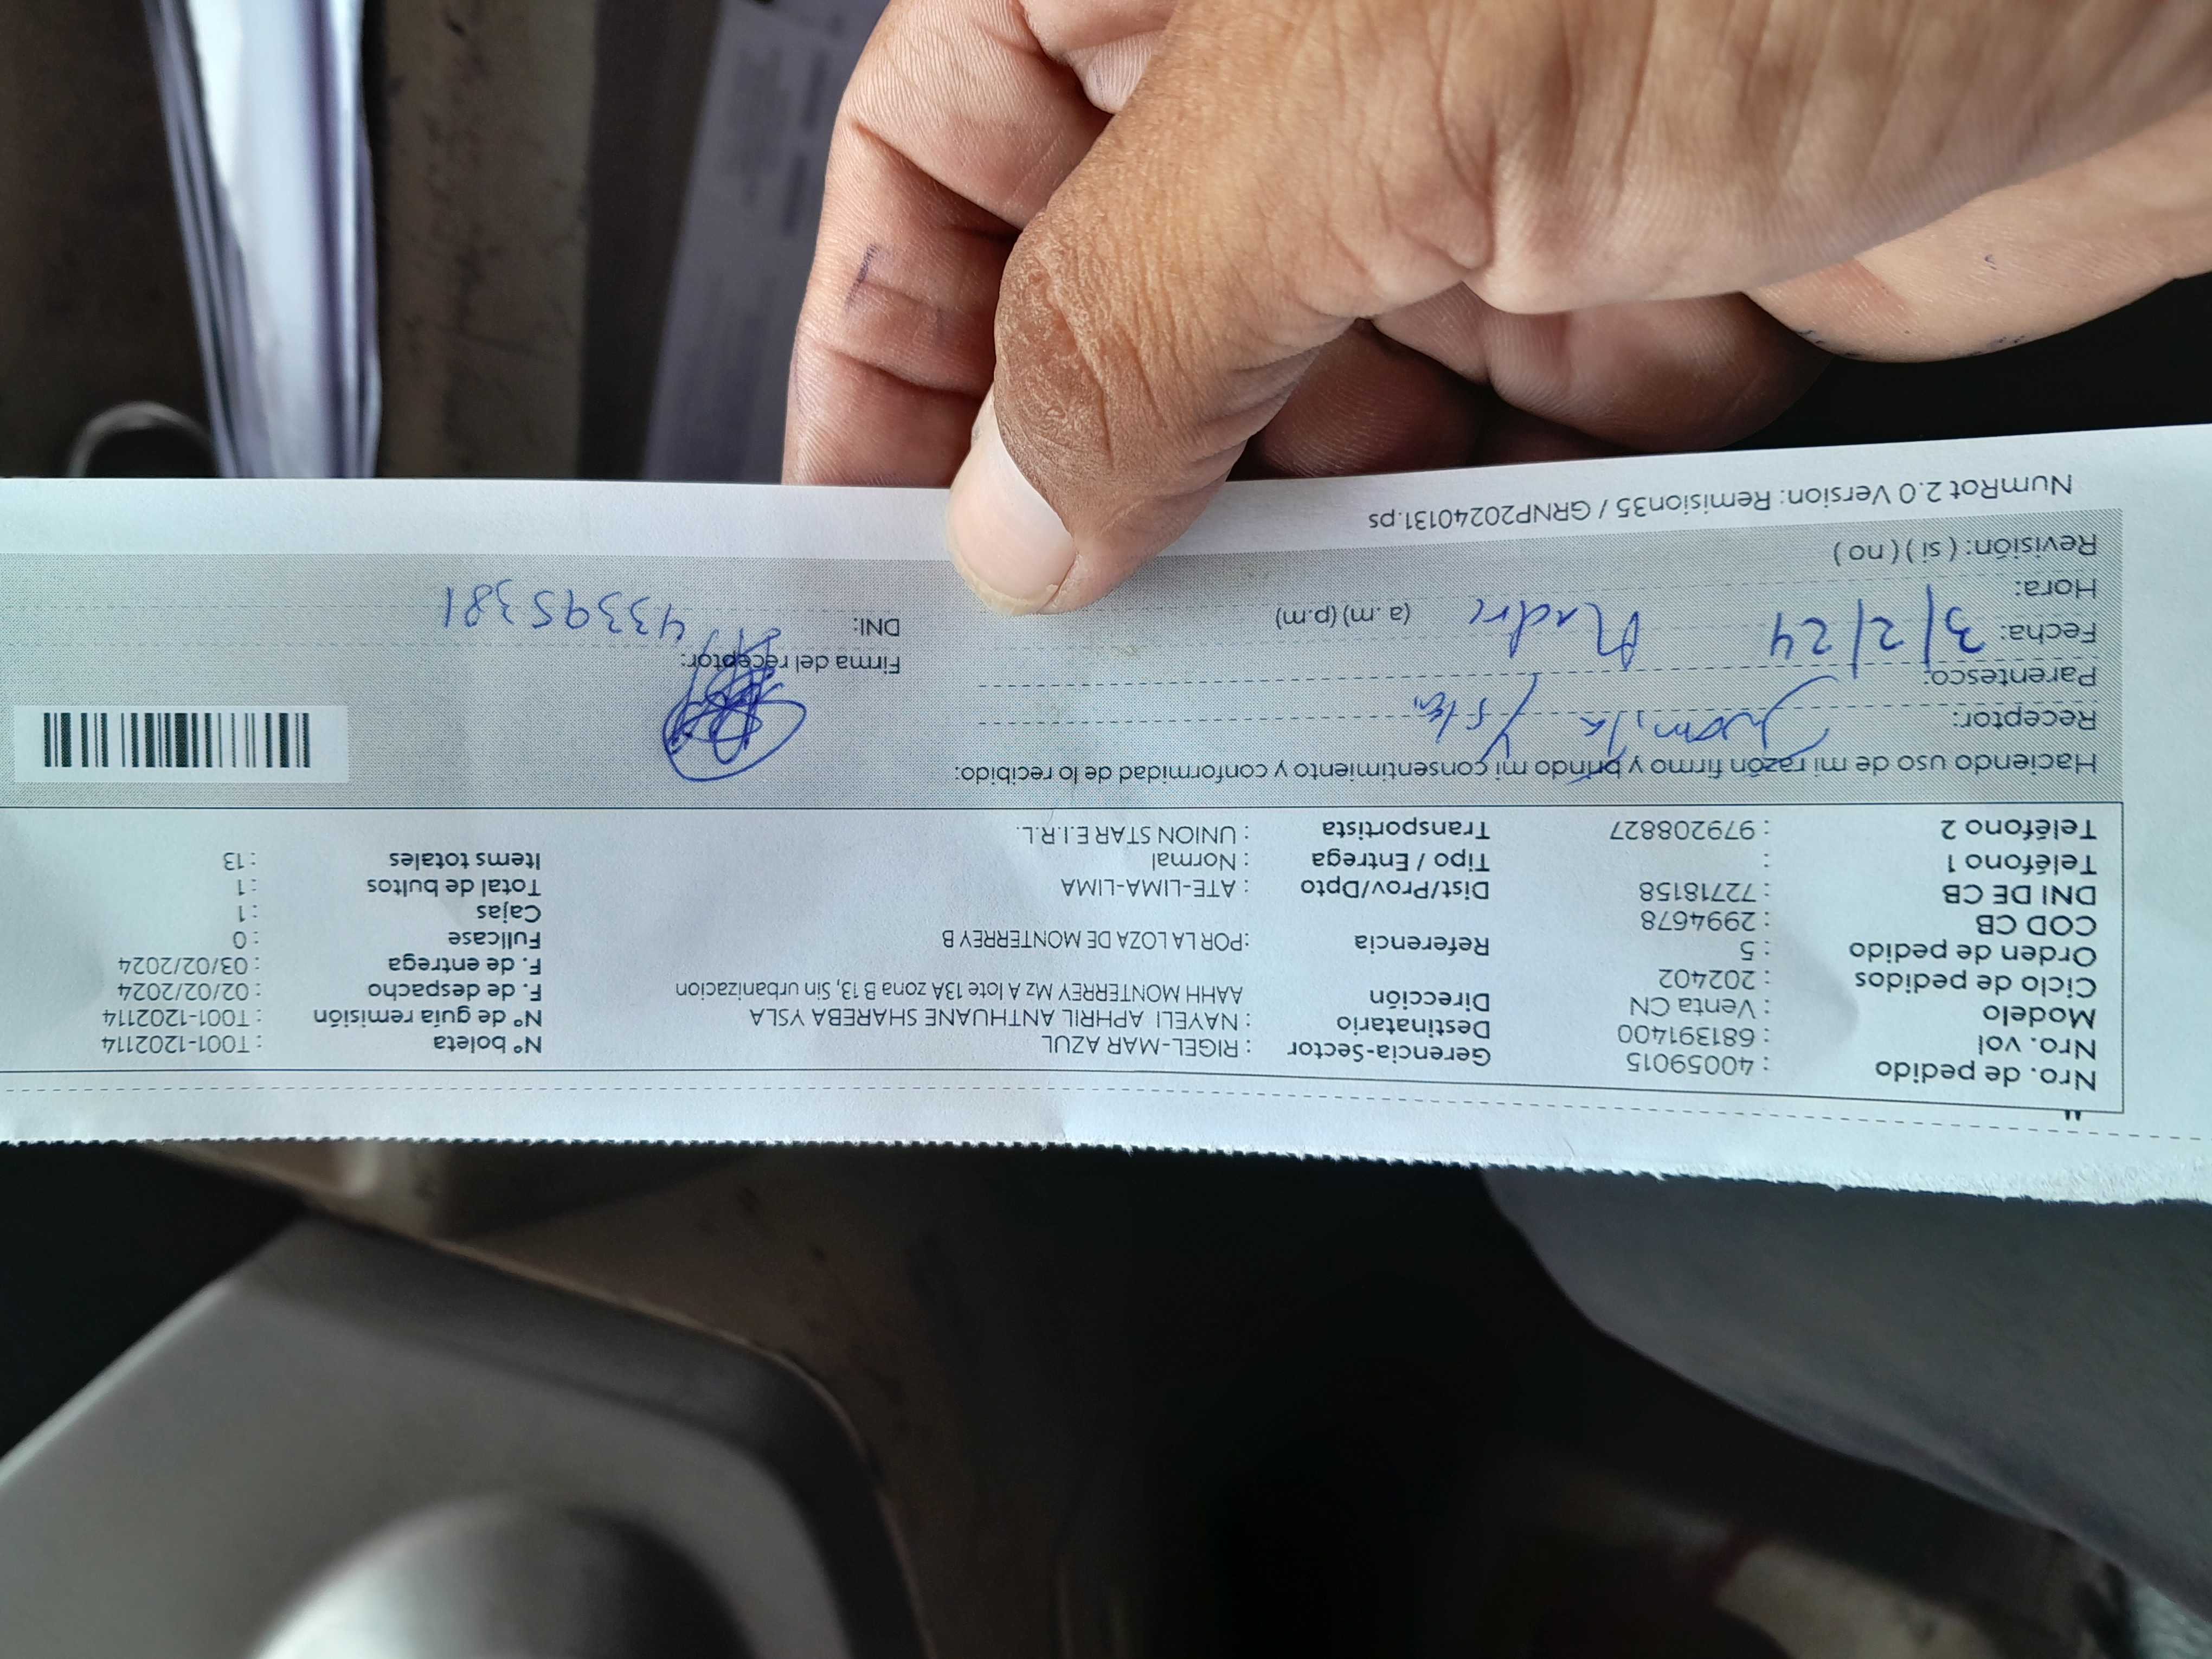 Nro. de pedido : 40059015 Gerencia-Sector : RIGEL-MAR AZUL Nº boleta : T001-1202114
Nro. vol : 681391400 Destinatario : NAYELI APHRIL ANTHUANE SHAREBA YSLA Nº de guía remisión : T001-1202114
Modelo : Venta CN Dirección AAHH MONTERREY Mz A lote 13A zona B 13, Sin urbanizacion F. de despacho : 02/02/2024
Ciclo de pedidos : 202402 F. de entrega : 03/02/2024
Orden de pedido : 5 Referencia :POR LA LOZA DE MONTERREY B Fullcase : 0
COD CB : 2994678 Cajas : 1
DNI DE CB : 72718158 Dist/Prov/Dpto : ATE-LIMA-LIMA Total de bultos : 1
Teléfono 1 : Tipo / Entrega : Normal Items totales : 13
Teléfono 2 : 979208827 Transportista : UNION STAR E.I.R.L.
Haciendo uso de mi razón firmo y brindo mi consentimiento y conformidad de lo recibido:
Receptor:
Parentesco: Madre Firma del receptor:
Fecha: 3/2/24 DNI: 43395381
Hora: (a.m) (p.m)
Revisión: ( si ) ( no )
NumRot 2.0 Version: Remision35 / GRNP20240131.ps